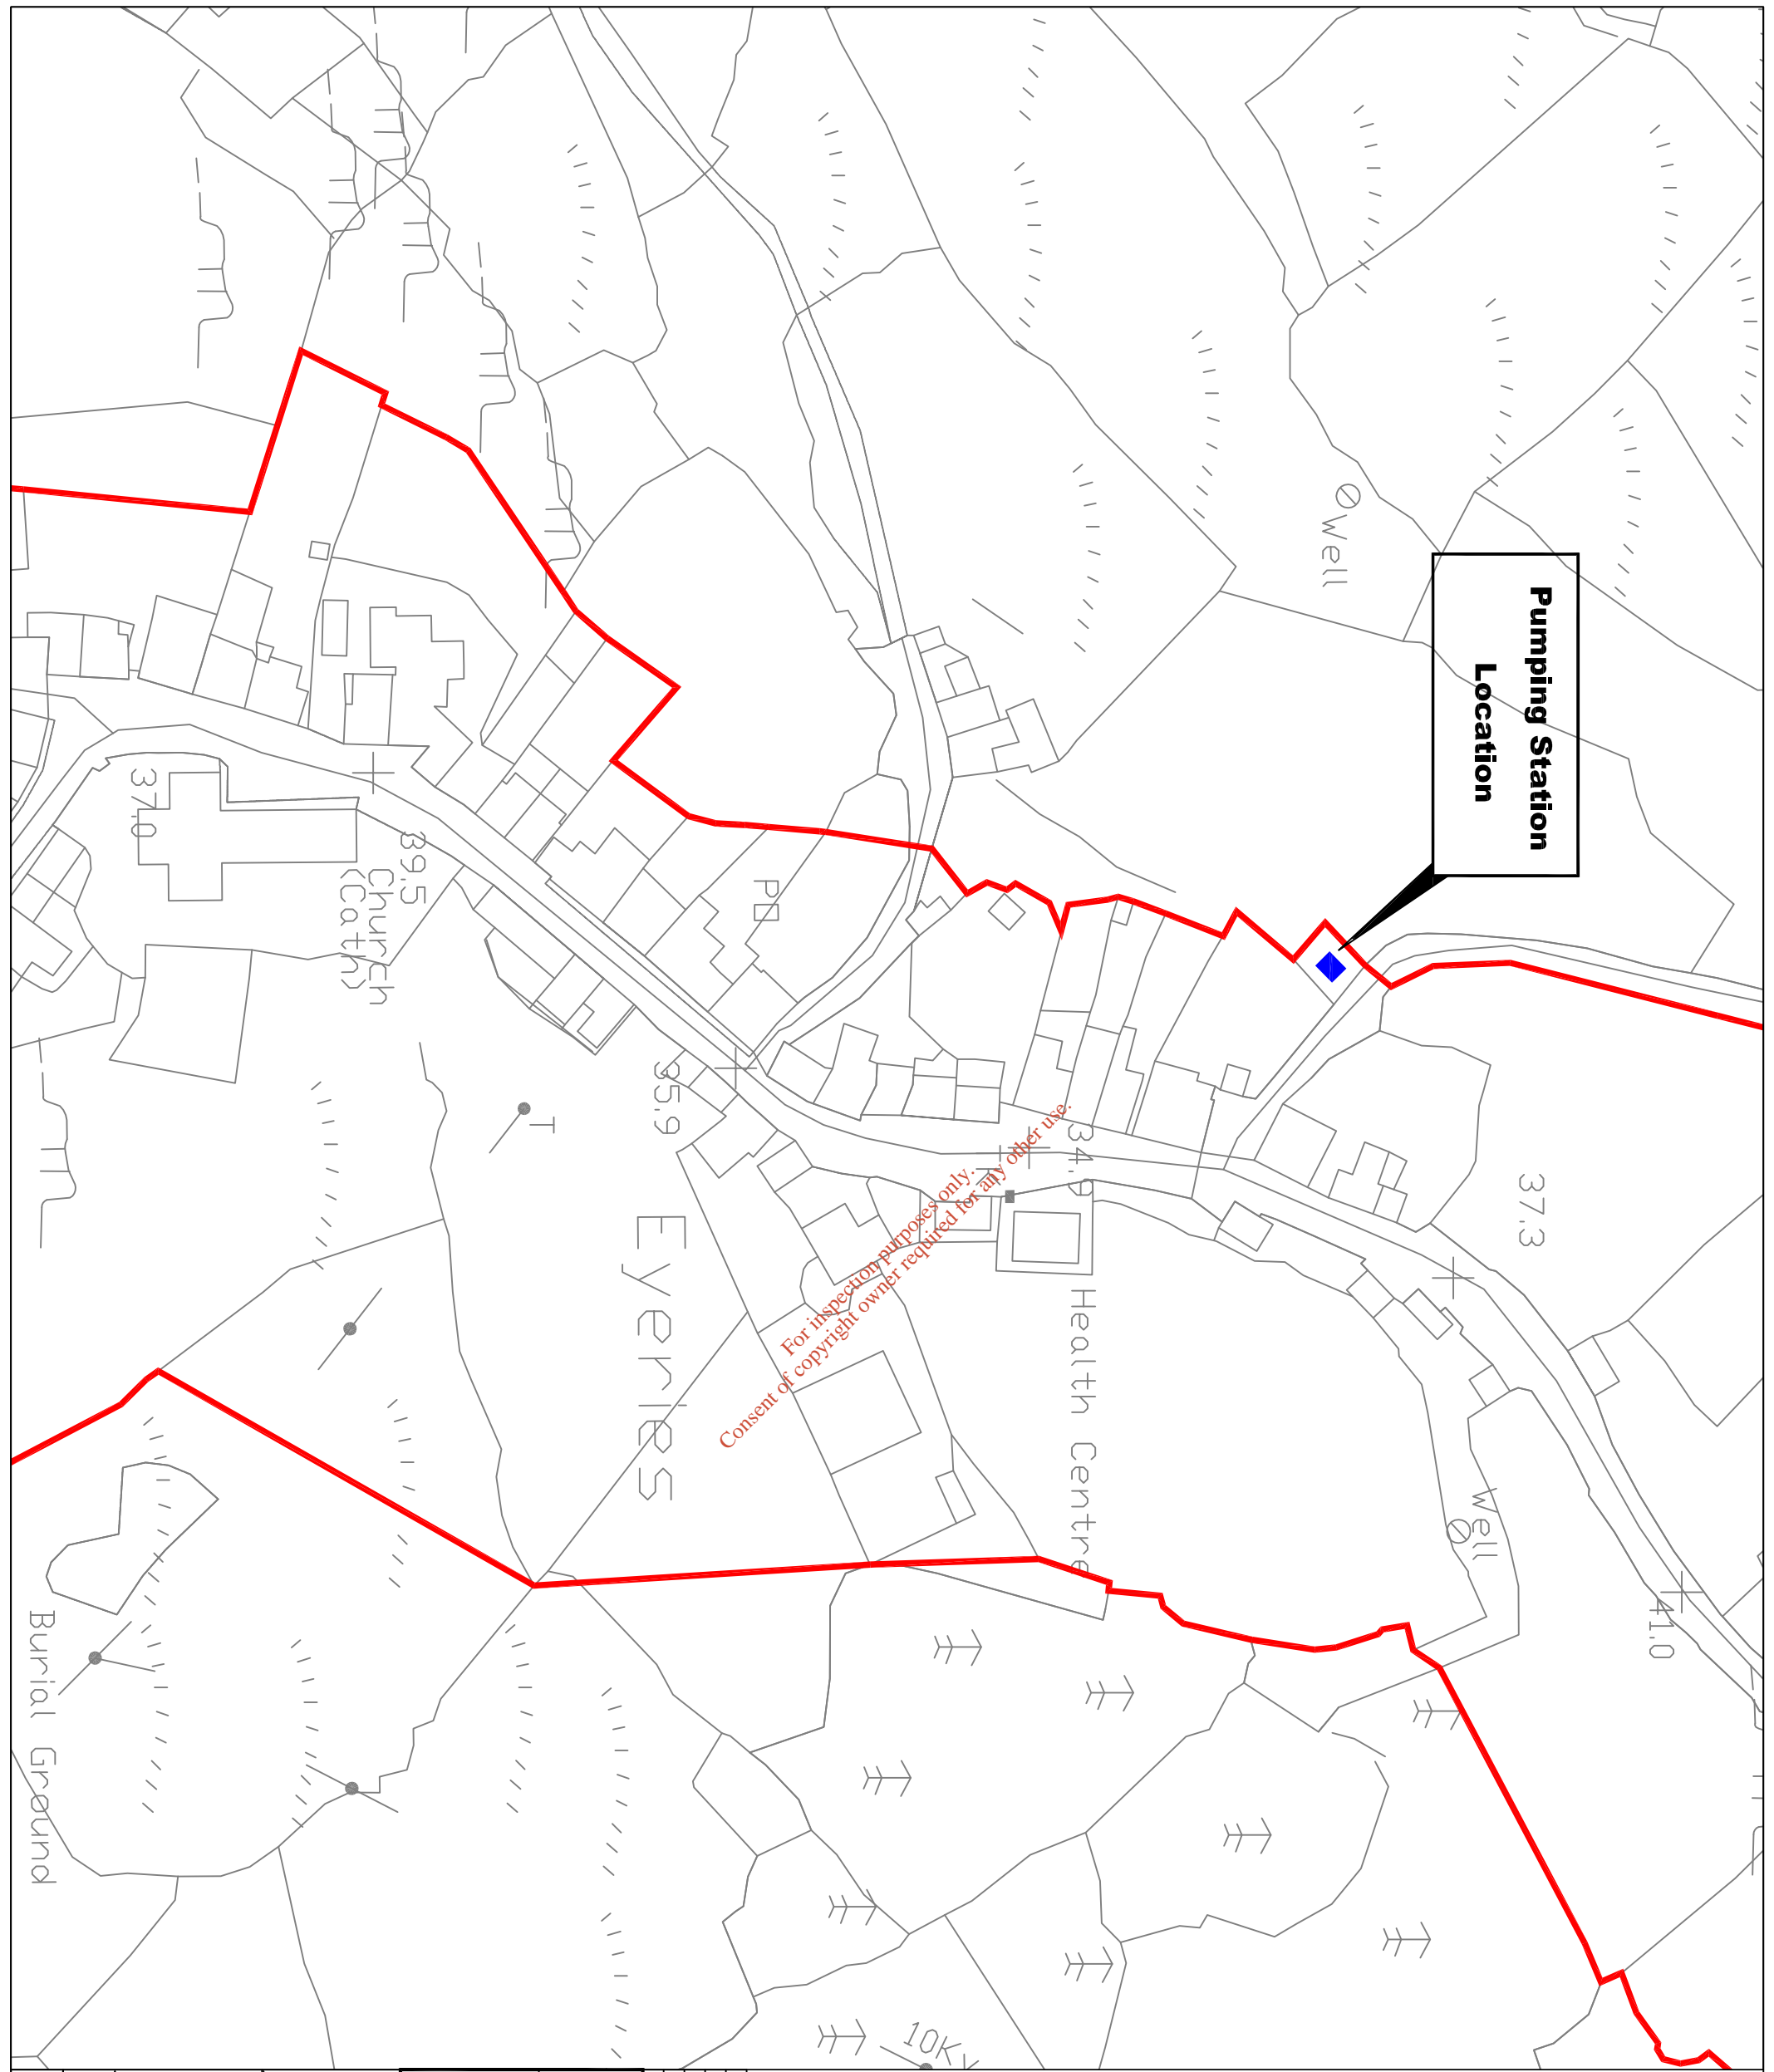 Pumping Station
Location
Well
37.3
41.0
Well
34.9
Health Centre
PO
35.9
T
Eyeries
39.5
Church
(Cath)
37.0
Burial Ground
For inspection purposes only.
Consent of copyright owner required for any other use.